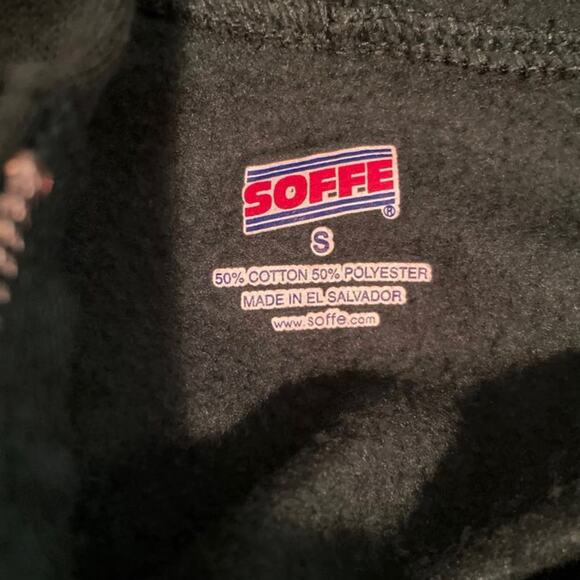 SOFFE®
S
50% COTTON 50% POLYESTER
MADE IN EL SALVADOR
www.soffe.com